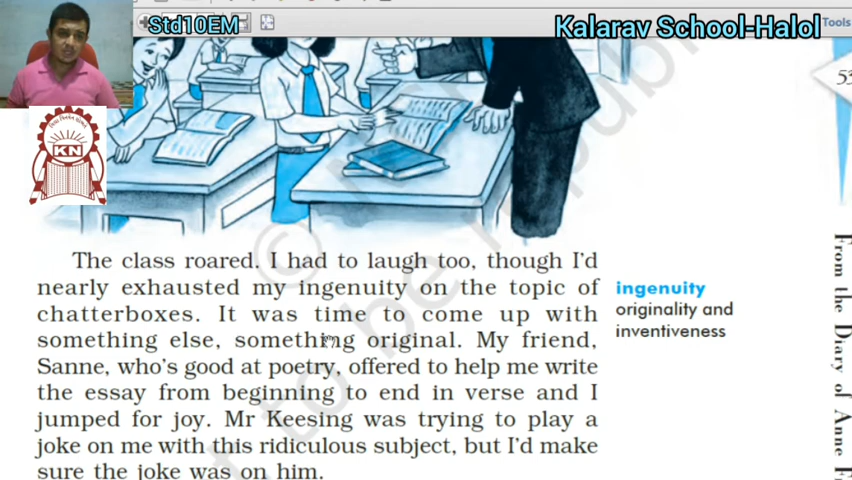 Std10EM
Kalarav School-Halol
Tools
53
KN
The class roared. I had to laugh too, though I'd
nearly exhausted my ingenuity on the topic of
chatterboxes. It was time to come up with
something else, something original. My friend,
Sanne, who's good at poetry, offered to help me write
the essay from beginning to end in verse and I
jumped for joy. Mr Keesing was trying to play a
joke on me with this ridiculous subject, but I'd make
sure the joke was on him.
ingenuity
originality and
inventiveness
From the Diary of Anne F